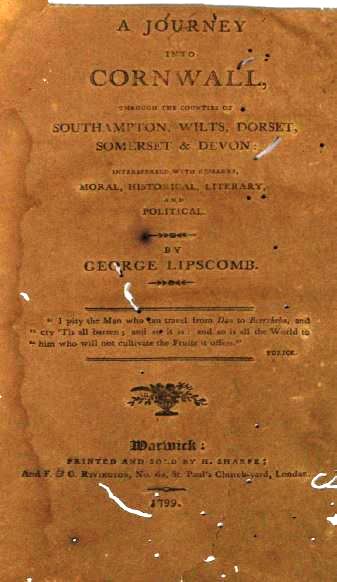 A JOURNEY
INTO
CORNWALL,
THROUGH THE COUNTIES OF
SOUTHAMPTON, WILTS, DORSET,
SOMERSET & DEVON:
INTERSPERSED WITH REMARKS,
MORAL, HISTORICAL, LITERARY,
AND
POLITICAL.
BY
GEORGE LIPSCOMB.
" I pity the Man who can travel from Dan to Beersheba, and
" cry 'Tis all barren; and so it is: and so is all the World to
" him who will not cultivate the Fruits it offers."
YORICK.
Warwick:
PRINTED AND SOLD BY H. SHARPE;
And F. & C. RIVINGTON, No. 62, St. Paul's Church-yard, London.
1799.